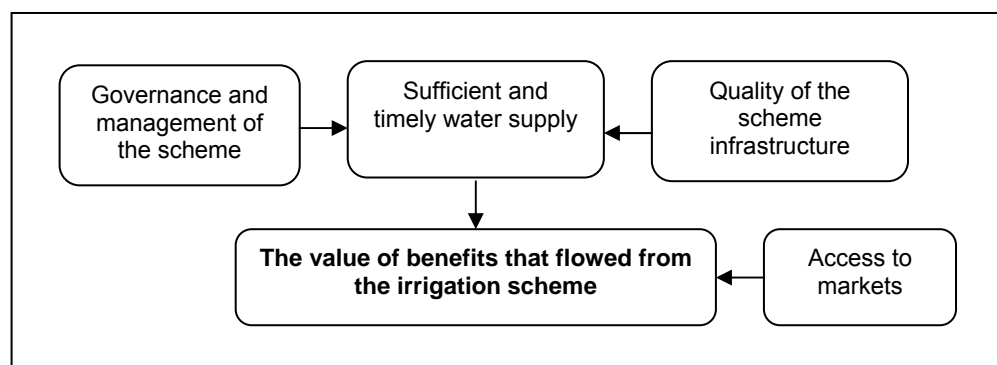 Governance and
management of
the scheme
Sufficient and
timely water supply
Quality of the
scheme
infrastructure
The value of benefits that flowed from
the irrigation scheme
Access to
markets